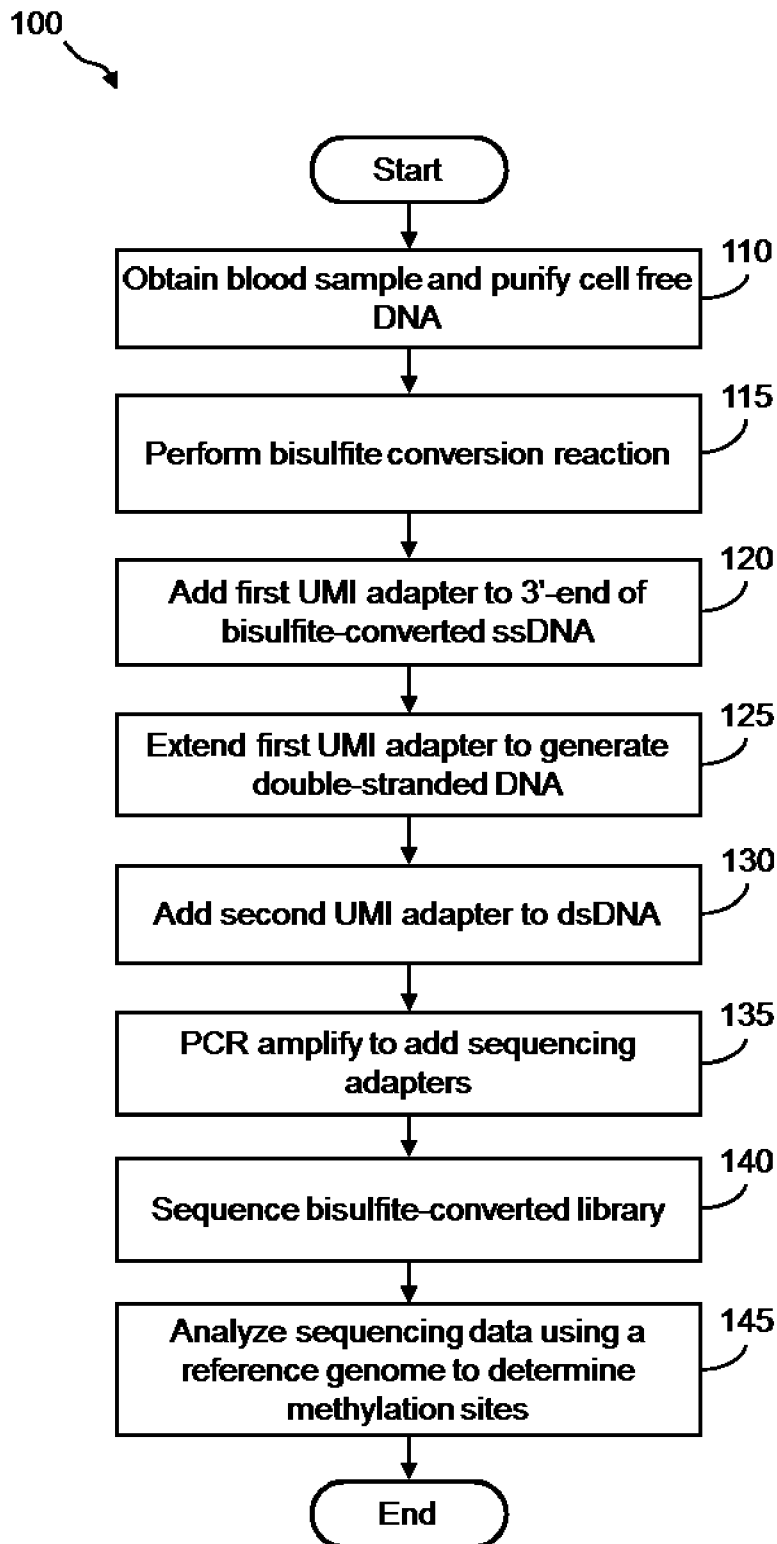 100
Start
110
Obtain blood sample and purify cell free
DNA
115
Perform bisulfite conversion reaction
120
Add first UMI adapter to 3'-end of
bisulfite-converted ssDNA
125
Extend first UMI adapter to generate
double-stranded DNA
130
Add second UMI adapter to dsDNA
135
PCR amplify to add sequencing
adapters
140
Sequence bisulfite-converted library
145
Analyze sequencing data using a
reference genome to determine
methylation sites
End